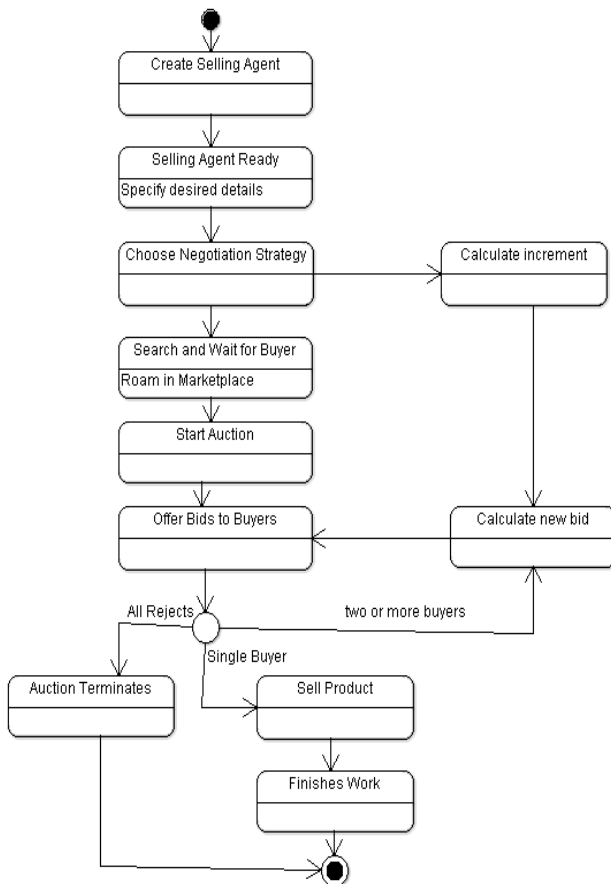 Create Selling Agent
Selling Agent Ready
Specify desired details
Choose Negotiation Strategy
Calculate increment
Search and Wait for Buyer
Roam in Marketplace
Start Auction
Offer Bids to Buyers
Calculate new bid
All Rejects
two or more buyers
Single Buyer
Auction Terminates
Sell Product
Finishes Work